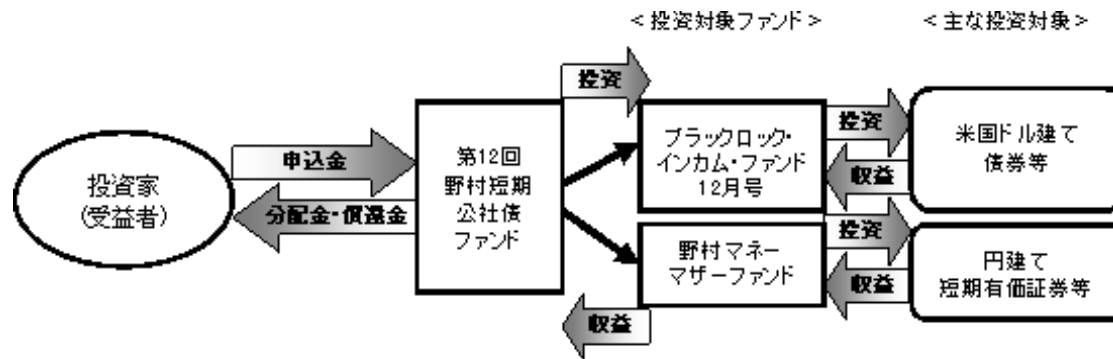 ＜投資対象ファンド＞
＜主な投資対象＞
投資
申込金
分配金・償還金
投資家
(受益者)
第12回
野村短期
公社債
ファンド
ブラックロック・
インカム・ファンド
12月号
投資
収益
米国ドル建て
債券等
野村マネー
マザーファンド
投資
収益
円建て
短期有価証券等
収益